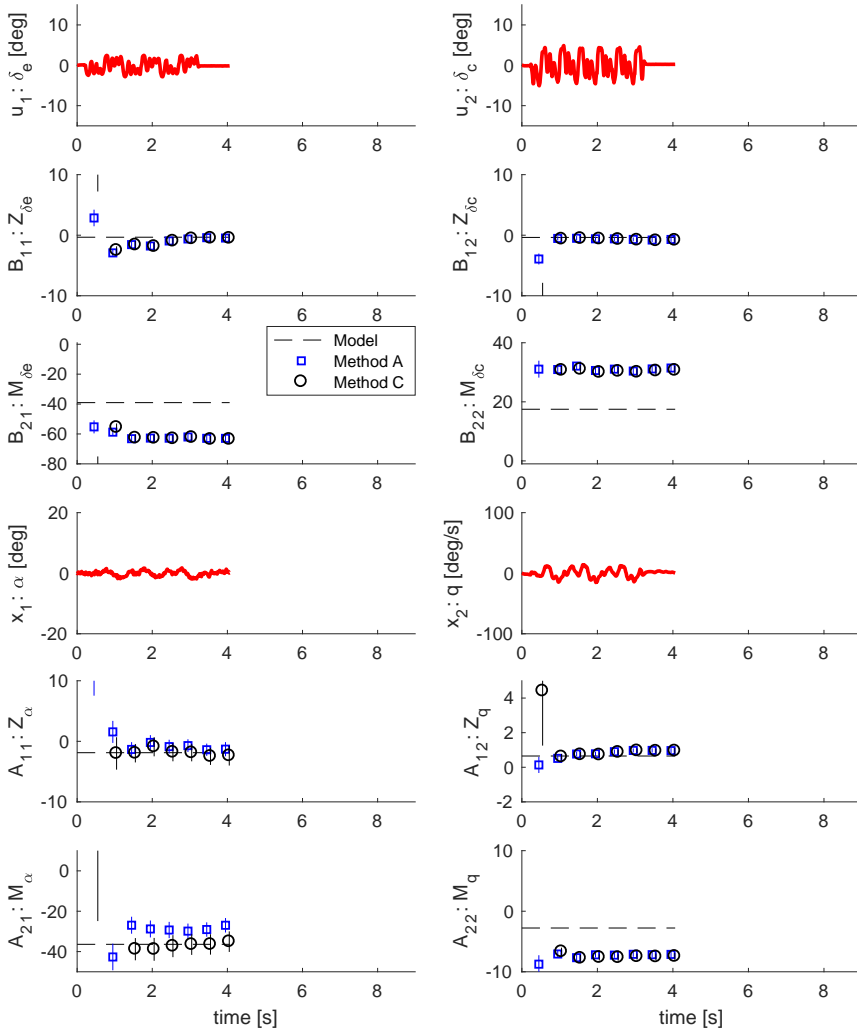 10
0
-10
u₁: δₑ [deg]
0 2 4 6 8
10
0
-10
u₂: δ_c [deg]
0 2 4 6 8
10
0
-10
B₁₁: Z_δe
0 2 4 6 8
10
0
-10
B₁₂: Z_δc
0 2 4 6 8
0
-20
-40
-60
-80
B₂₁: M_δe
0 2 4 6 8
Model
Method A
Method C
40
20
0
B₂₂: M_δc
0 2 4 6 8
20
0
-20
x₁: α [deg]
0 2 4 6 8
100
0
-100
x₂: q [deg/s]
0 2 4 6 8
10
0
-10
A₁₁: Z_α
0 2 4 6 8
4
2
0
-2
A₁₂: Z_q
0 2 4 6 8
0
-20
-40
A₂₁: M_α
0 2 4 6 8
time [s]
10
0
-10
A₂₂: M_q
0 2 4 6 8
time [s]